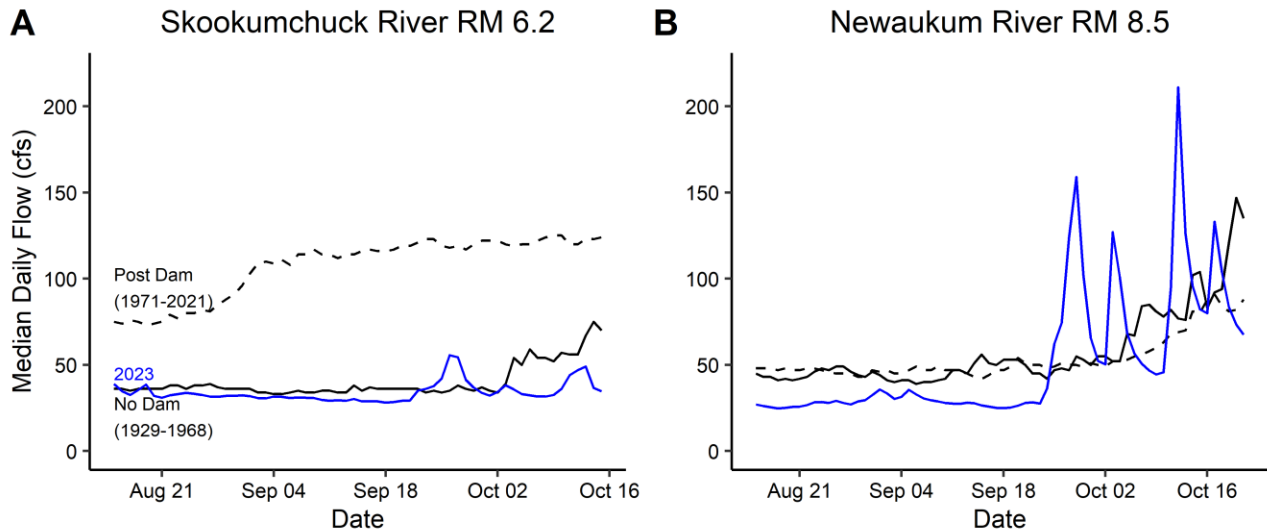 A Skookumchuck River RM 6.2
Median Daily Flow (cfs)
200
150
100
50
0
Post Dam
(1971-2021)
2023
No Dam
(1929-1968)
Aug 21 Sep 04 Sep 18 Oct 02 Oct 16
Date
B Newaukum River RM 8.5
200
150
100
50
0
Aug 21 Sep 04 Sep 18 Oct 02 Oct 16
Date